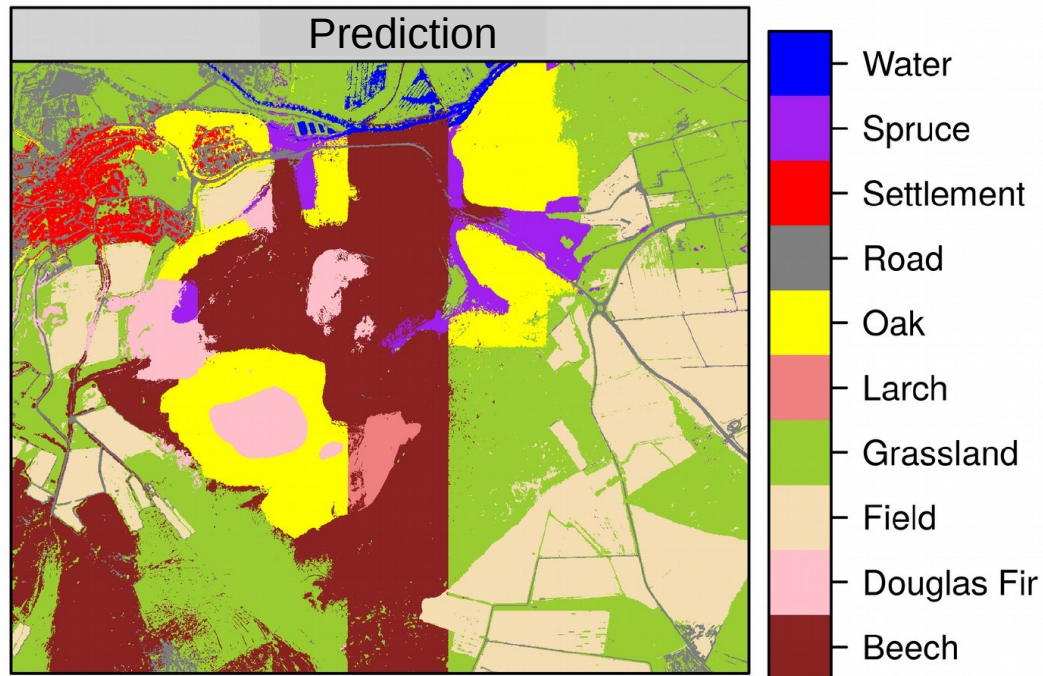 Prediction
Water
Spruce
Settlement
Road
Oak
Larch
Grassland
Field
Douglas Fir
Beech